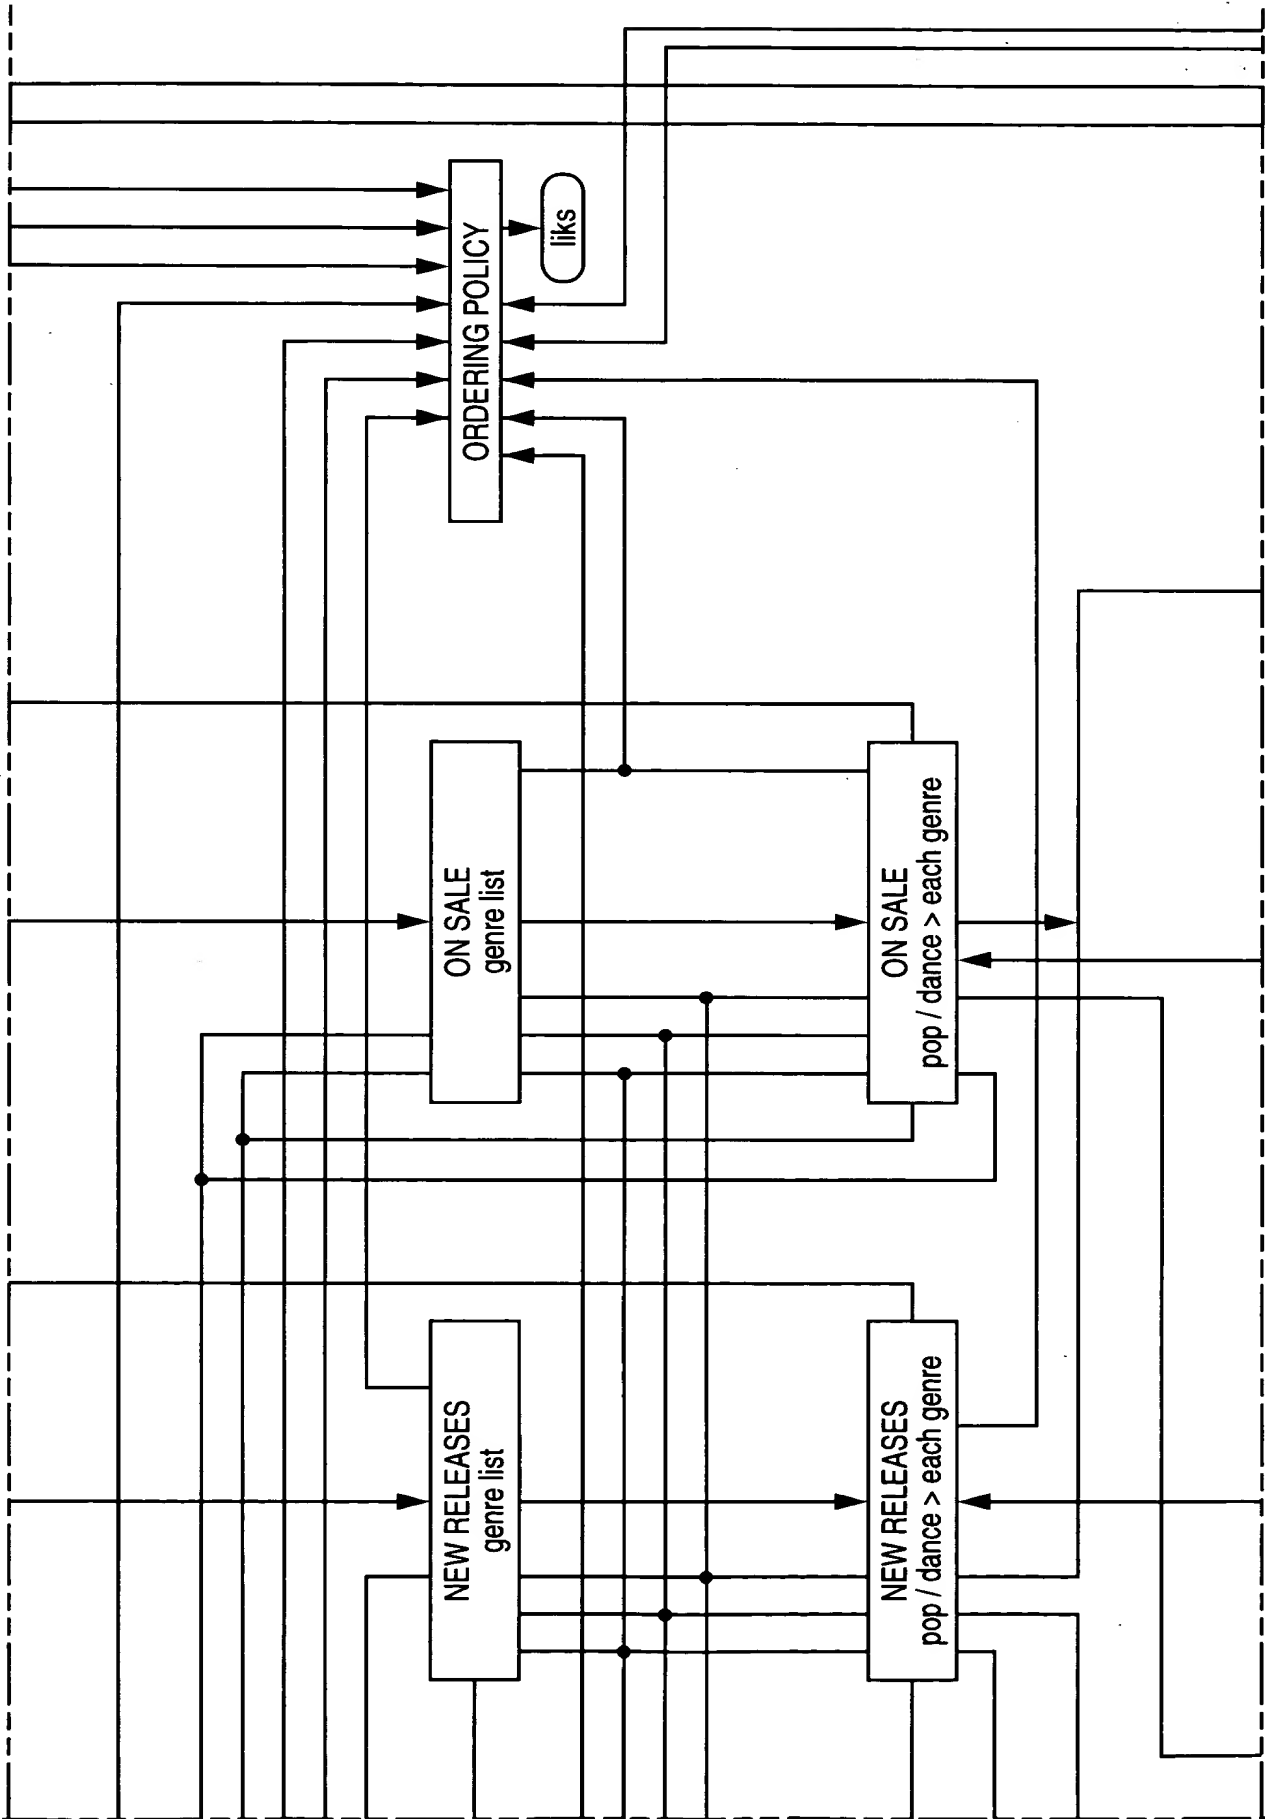 NEW RELEASES
genre list
ON SALE
genre list
ORDERING POLICY
liks
NEW RELEASES
pop / dance > each genre
ON SALE
pop / dance > each genre